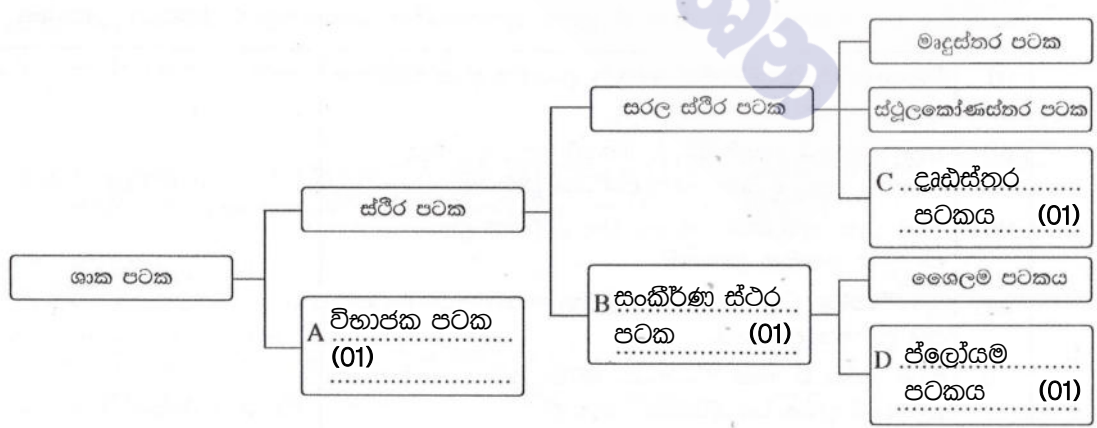 මෘදුස්තර පටක
සරල ස්ථීර පටක
ස්ථූලකෝණස්තර පටක
C දෘඪස්තර
පටකය (01)
ස්ථීර පටක
ශාක පටක
ශෛලම පටකය
B සංකීර්ණ ස්ථර
පටක (01)
A විභාජක පටක
(01)
D ප්ලෝයම
පටකය (01)